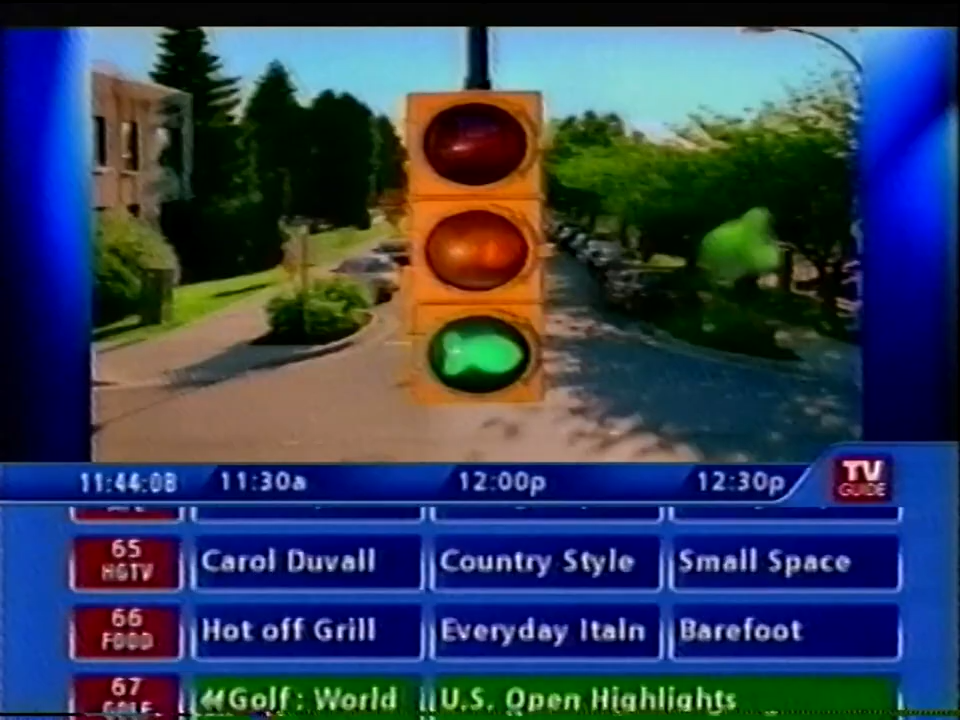 11:44:08 11:30a 12:00p 12:30p TV GUIDE
65 HGTV Carol Duvall Country Style Small Space
66 FOOD Hot off Grill Everyday Italn Barefoot
67 GOLF Golf: World U.S. Open Highlights